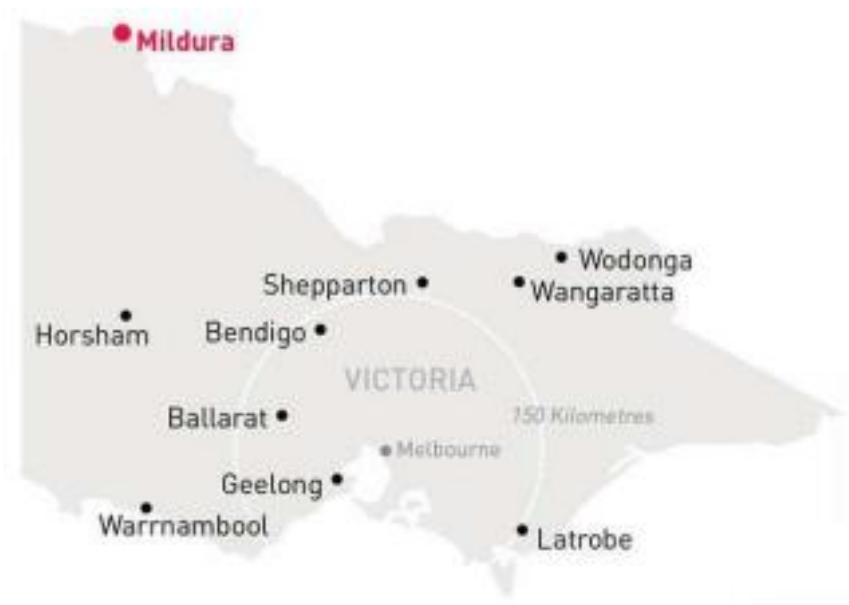 Mildura
Wodonga
Shepparton
Wangaratta
Horsham
Bendigo
VICTORIA
Ballarat
150 Kilometres
Melbourne
Geelong
Warrnambool
Latrobe